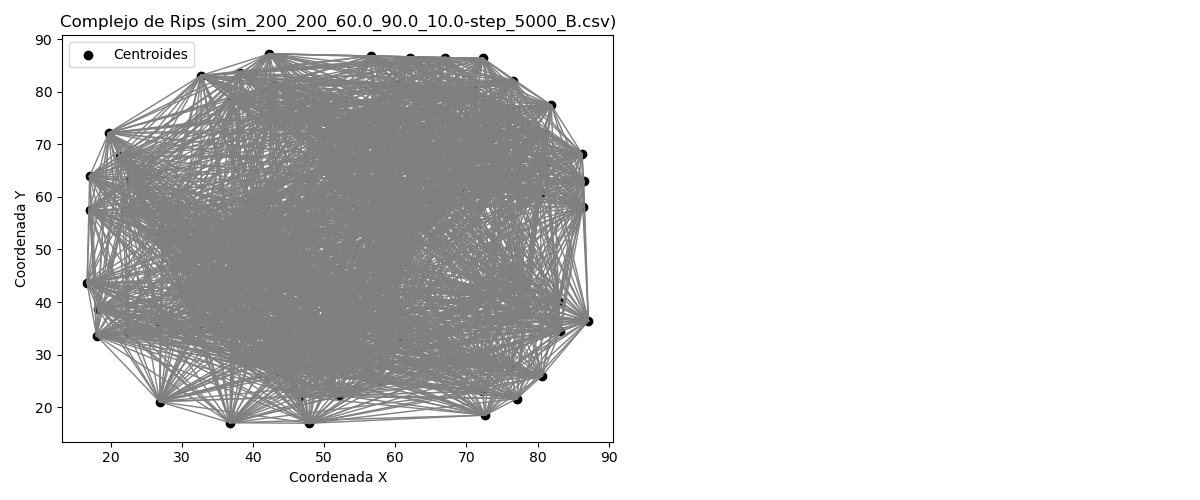 Complejo de Rips (sim_200_200_60.0_90.0_10.0-step_5000_B.csv)
Centroides
90
80
70
60
50
40
30
20
Coordenada Y
20 30 40 50 60 70 80 90
Coordenada X